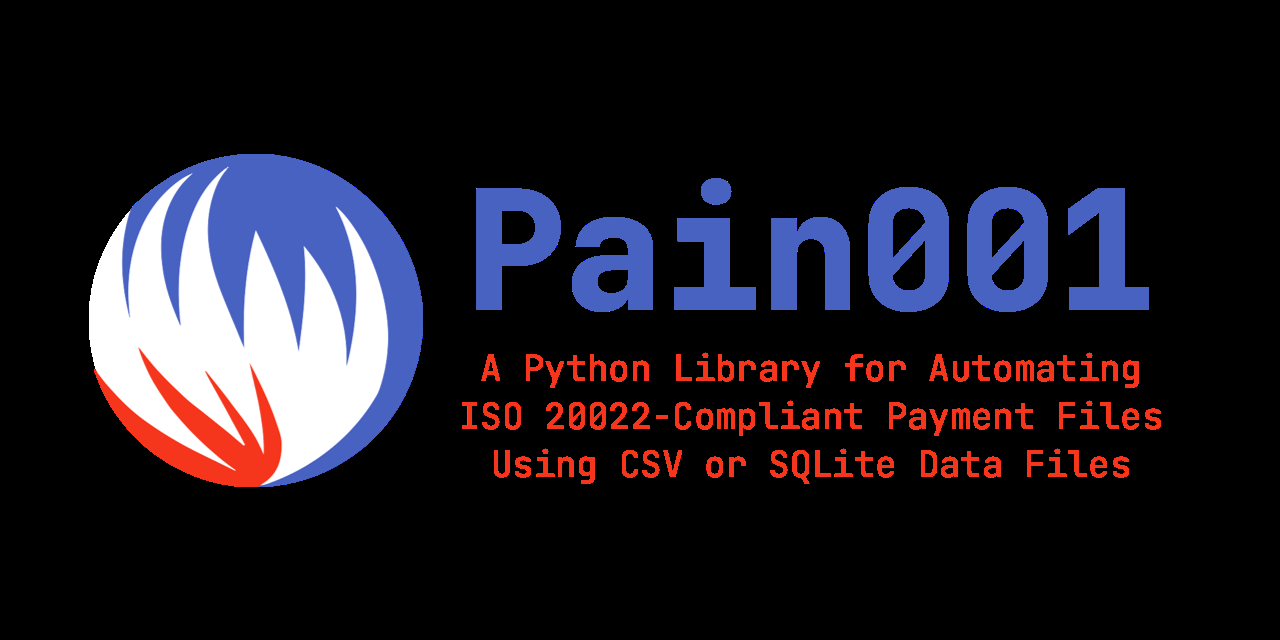 Pain001
A Python Library for Automating
ISO 20022-Compliant Payment Files
Using CSV or SQLite Data Files